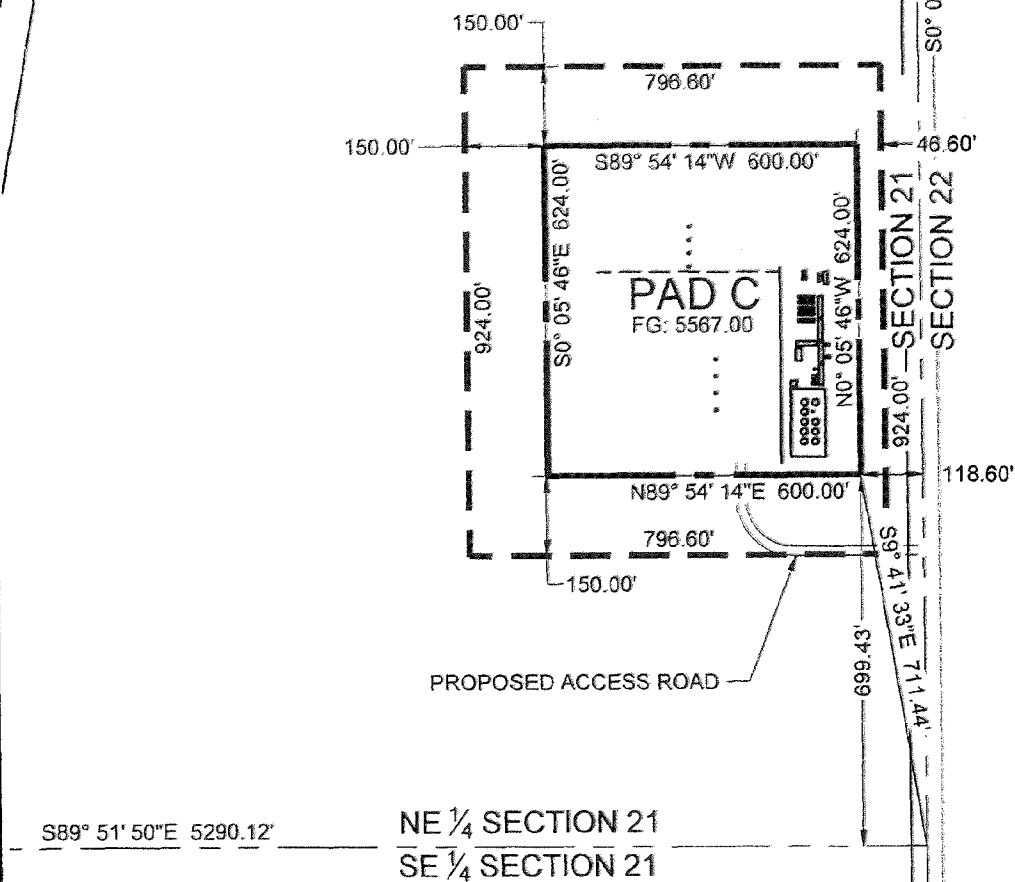 150.00'
S0° 0
796.60'
150.00'
46.60'
S89° 54' 14"W 600.00'
S0° 05' 46"E 624.00'
N0° 05' 46"W 624.00'
SECTION 21
SECTION 22
924.00'
PAD C
FG: 5567.00
924.00'
118.60'
N89° 54' 14"E 600.00'
796.60'
150.00'
S9° 41' 33"E 711.44'
699.43'
PROPOSED ACCESS ROAD
S89° 51' 50"E 5290.12'
NE ¼ SECTION 21
SE ¼ SECTION 21